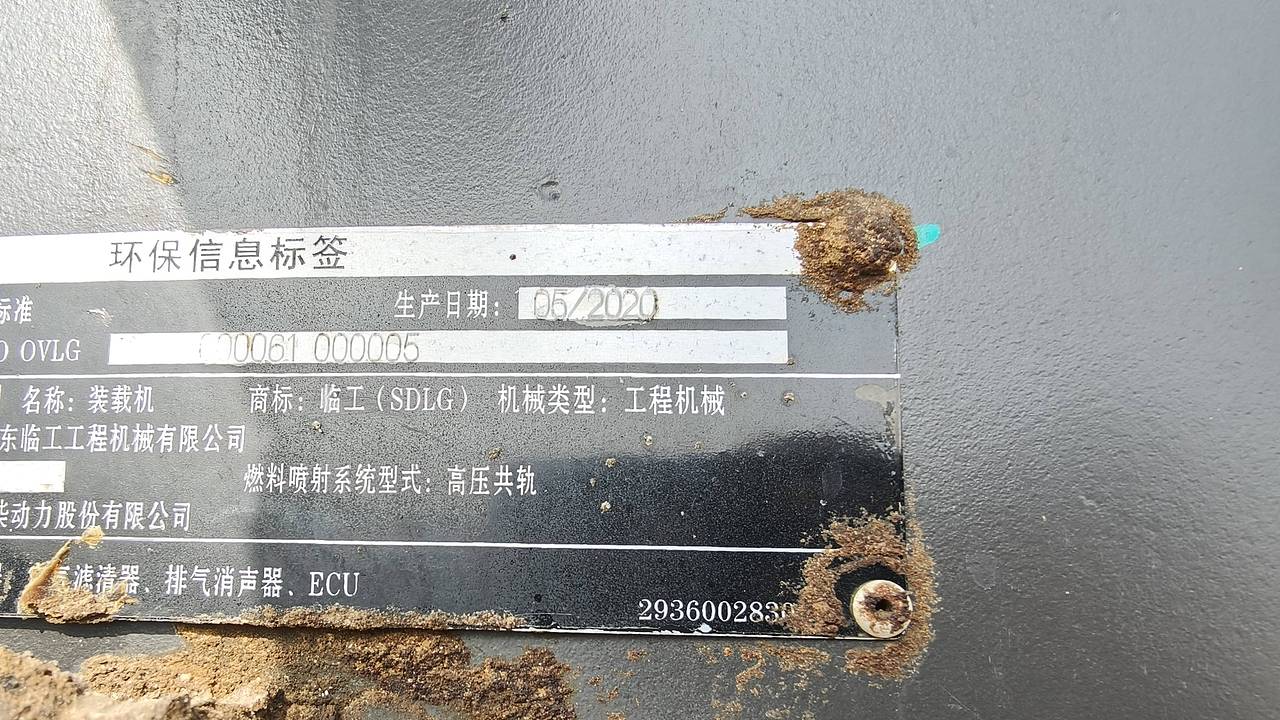 环保信息标签
标准 生产日期: 05/2020
OVLG 000061 000005
名称: 装载机 商标: 临工(SDLG) 机械类型: 工程机械
东临工工程机械有限公司
燃料喷射系统型式: 高压共轨
柴动力股份有限公司
滤清器、排气消声器、ECU
293600283